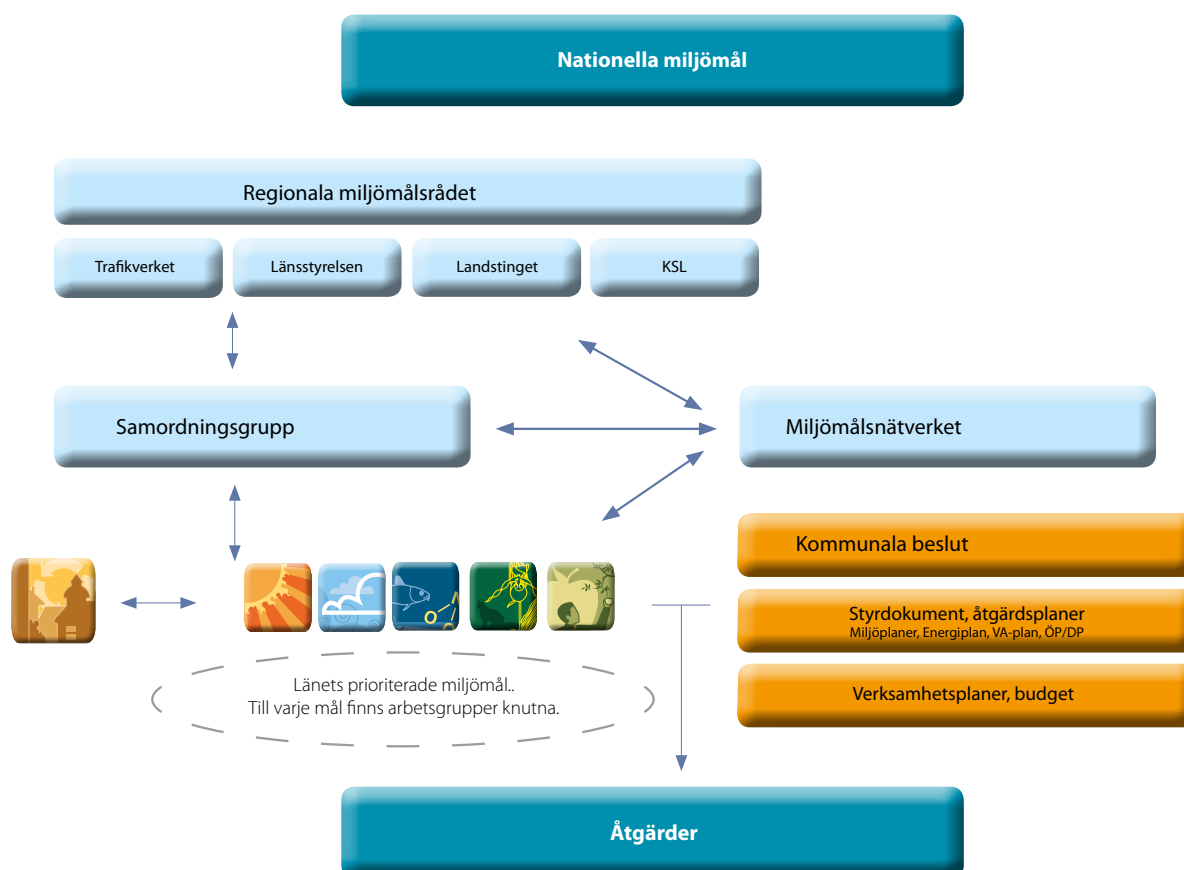 Nationella miljömål
Regionala miljömålsrådet
Trafikverket
Länsstyrelsen
Landstinget
KSL
Samordningsgrupp
Miljömålsnätverket
Kommunala beslut
Styrdokument, åtgärdsplaner
Miljöplaner, Energiplan, VA-plan, ÖP/DP
Verksamhetsplaner, budget
Länets prioriterade miljömål..
Till varje mål finns arbetsgrupper knutna.
Åtgärder